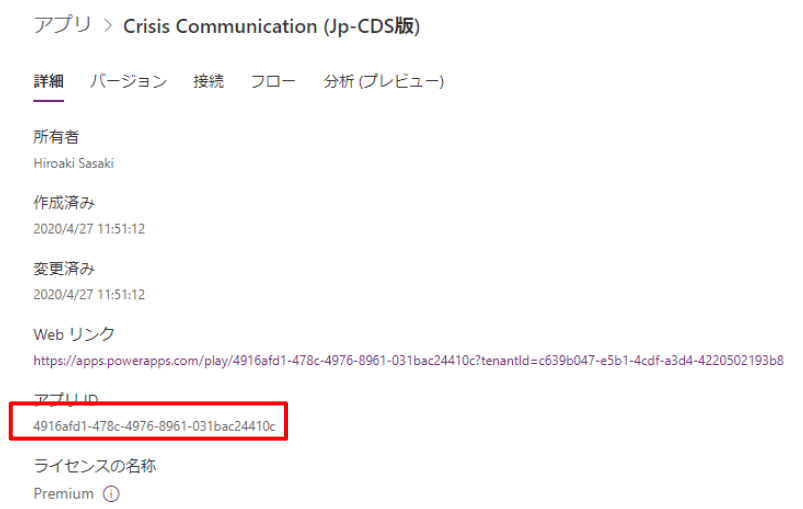 アプリ > Crisis Communication (Jp-CDS版)
詳細 バージョン 接続 フロー 分析 (プレビュー)
所有者
Hiroaki Sasaki
作成済み
2020/4/27 11:51:12
変更済み
2020/4/27 11:51:12
Web リンク
https://apps.powerapps.com/play/4916afd1-478c-4976-8961-031bac24410c?tenantId=c639b047-e5b1-4cdf-a3d4-4220502193b8
アプリ ID
4916afd1-478c-4976-8961-031bac24410c
ライセンスの名称
Premium